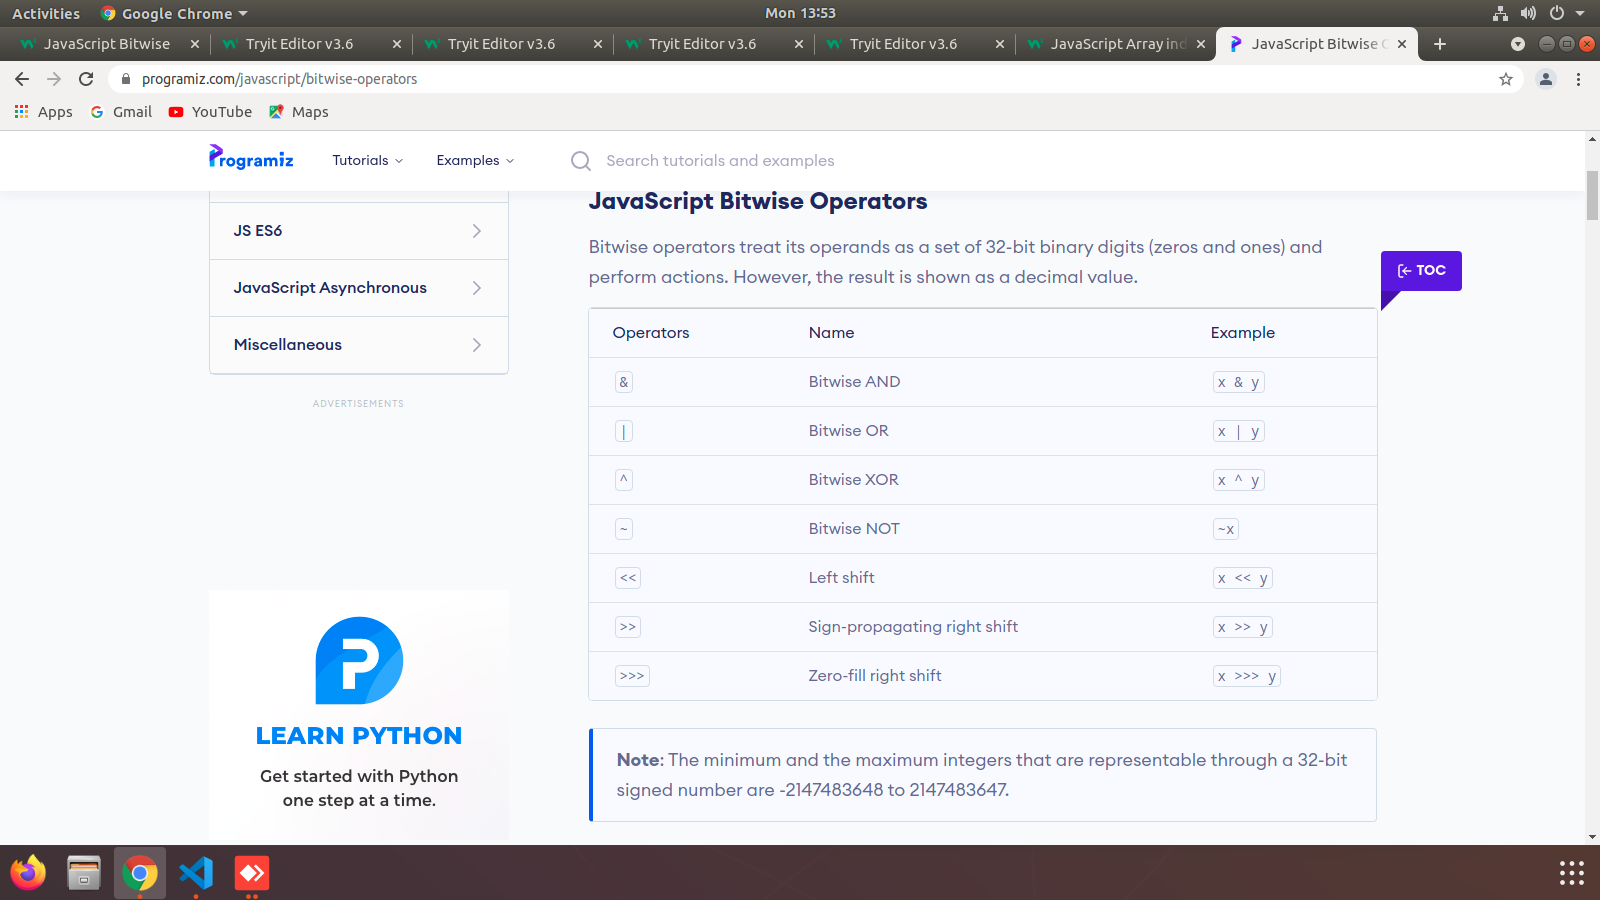 Activities
Google Chrome
Mon 13:53
JavaScript Bitwise
Tryit Editor v3.6
Tryit Editor v3.6
Tryit Editor v3.6
Tryit Editor v3.6
JavaScript Array ind
JavaScript Bitwise O
programiz.com/javascript/bitwise-operators
Apps
Gmail
YouTube
Maps
Programiz
Tutorials
Examples
Search tutorials and examples
JS ES6
JavaScript Asynchronous
Miscellaneous
ADVERTISEMENTS
LEARN PYTHON
Get started with Python
one step at a time.
JavaScript Bitwise Operators
Bitwise operators treat its operands as a set of 32-bit binary digits (zeros and ones) and
perform actions. However, the result is shown as a decimal value.
TOC
Operators Name Example
& Bitwise AND x & y
| Bitwise OR x | y
^ Bitwise XOR x ^ y
~ Bitwise NOT ~x
<< Left shift x << y
>> Sign-propagating right shift x >> y
>>> Zero-fill right shift x >>> y
Note: The minimum and the maximum integers that are representable through a 32-bit
signed number are -2147483648 to 2147483647.